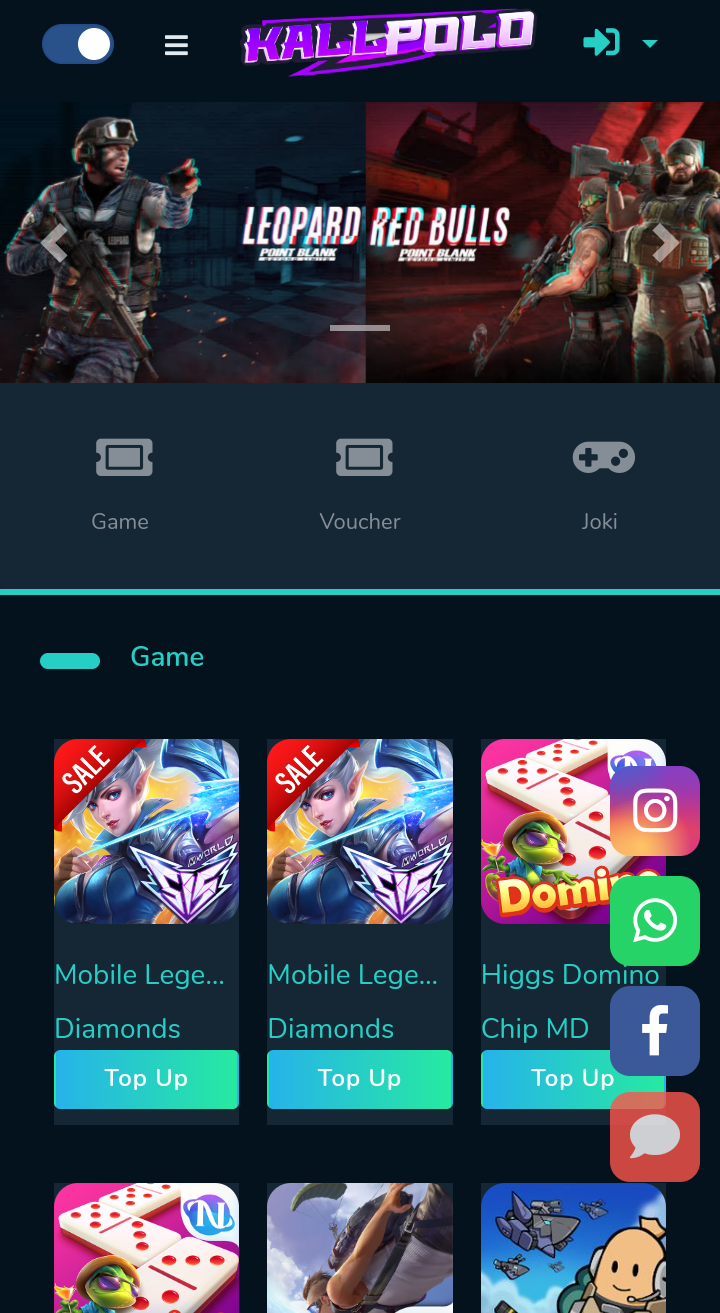 KALLPOLO
LEOPARD RED BULLS
POINT BLANK POINT BLANK
Game Voucher Joki
Game
SALE SALE
Domino
Mobile Lege... Mobile Lege... Higgs Domino
Diamonds Diamonds Chip MD
Top Up Top Up Top Up
N